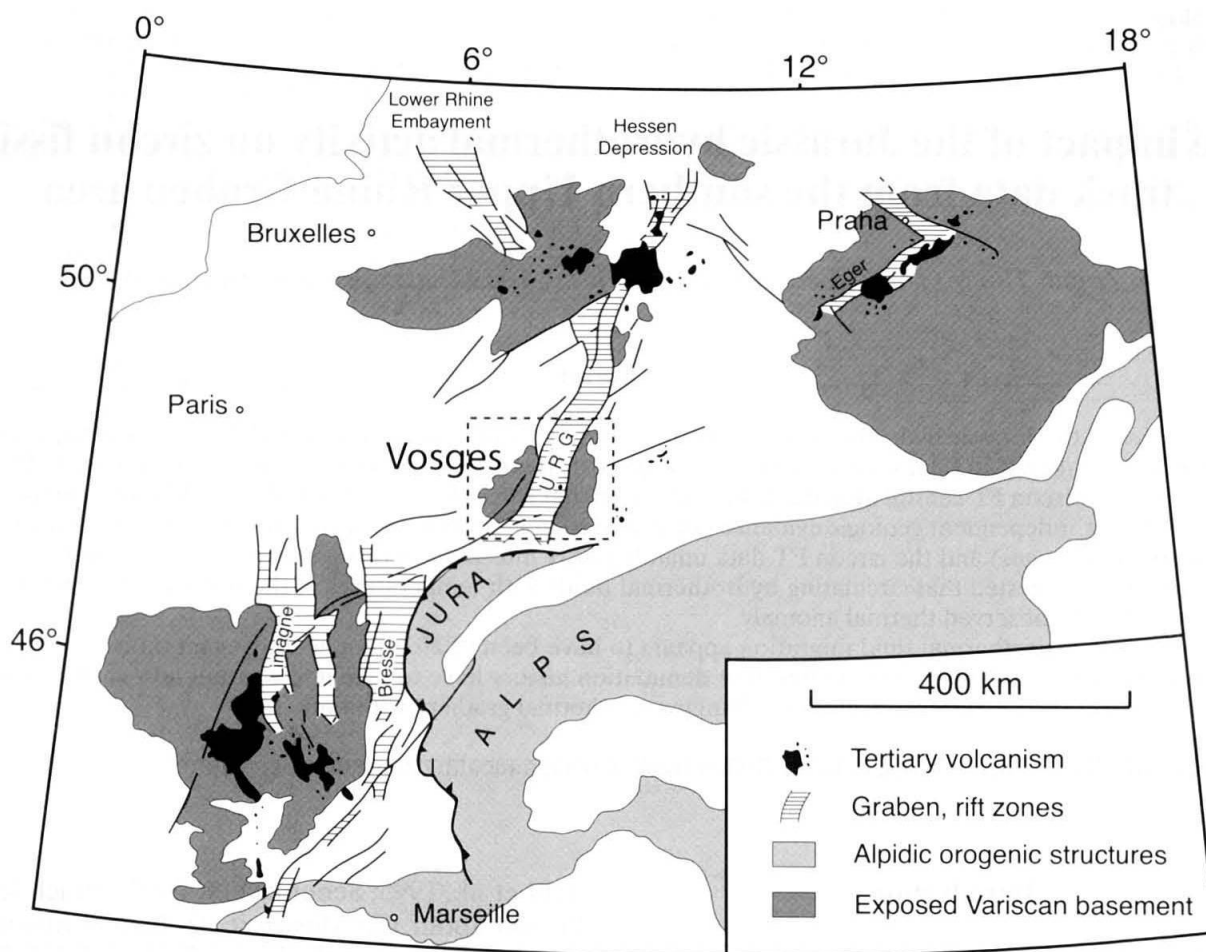 0°
6°
12°
18°
Lower Rhine
Embayment
Hessen
Depression
Bruxelles
Praha
50°
Eger
Paris
Vosges
URG
JURA
46°
Limagne
Bresse
ALPS
400 km
Tertiary volcanism
Graben, rift zones
Alpidic orogenic structures
Exposed Variscan basement
Marseille